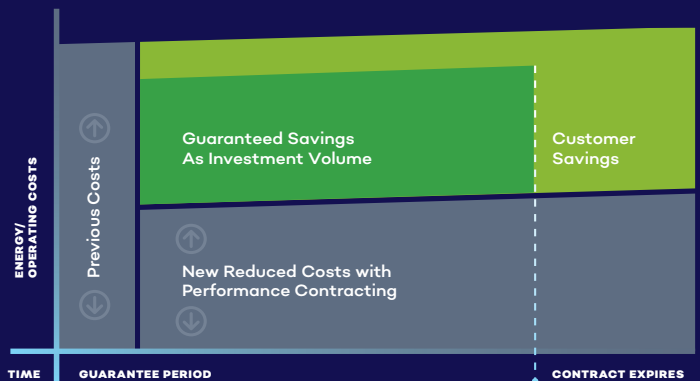 ENERGY/
OPERATING COSTS
Previous Costs
Guaranteed Savings
As Investment Volume
Customer
Savings
New Reduced Costs with
Performance Contracting
TIME
GUARANTEE PERIOD
CONTRACT EXPIRES